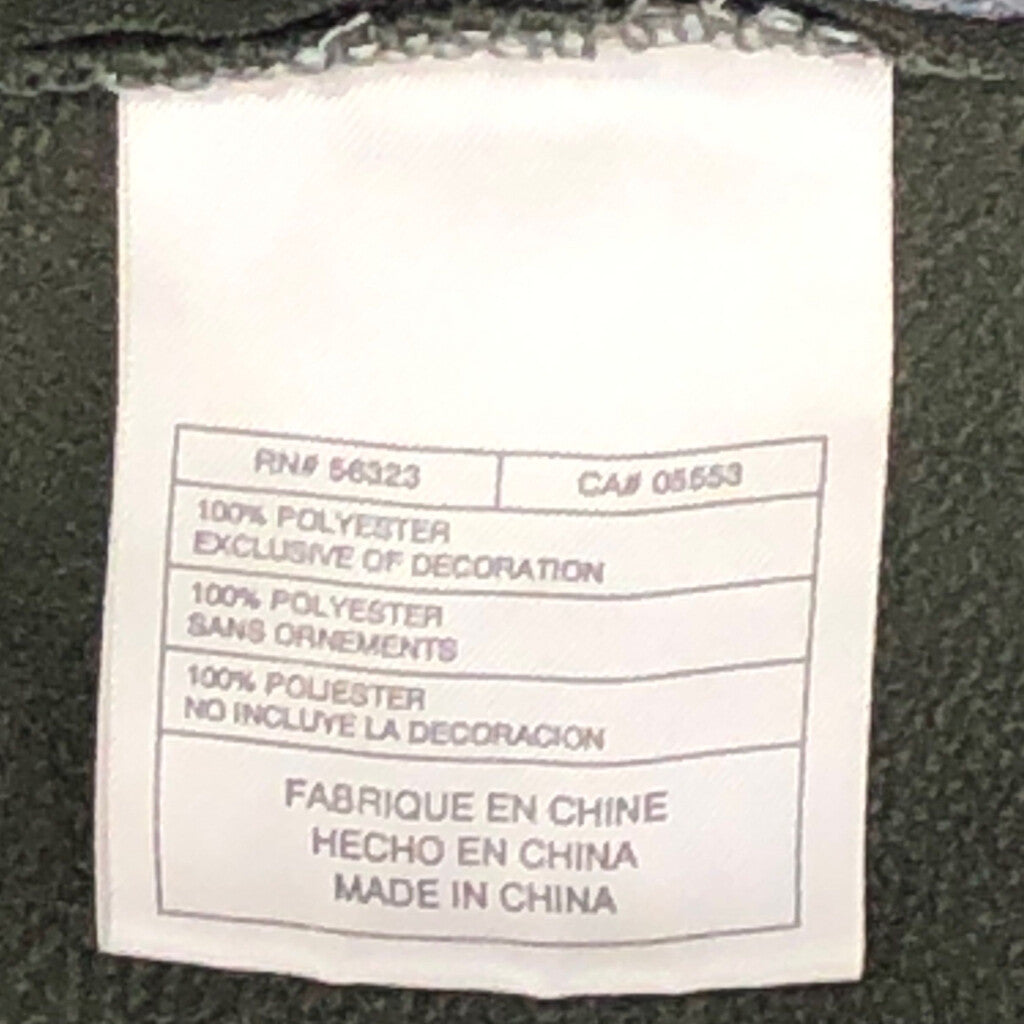 RN# 56323 CA# 05553
100% POLYESTER
EXCLUSIVE OF DECORATION
100% POLYESTER
SANS ORNEMENTS
100% POLIESTER
NO INCLUYE LA DECORACION
FABRIQUE EN CHINE
HECHO EN CHINA
MADE IN CHINA